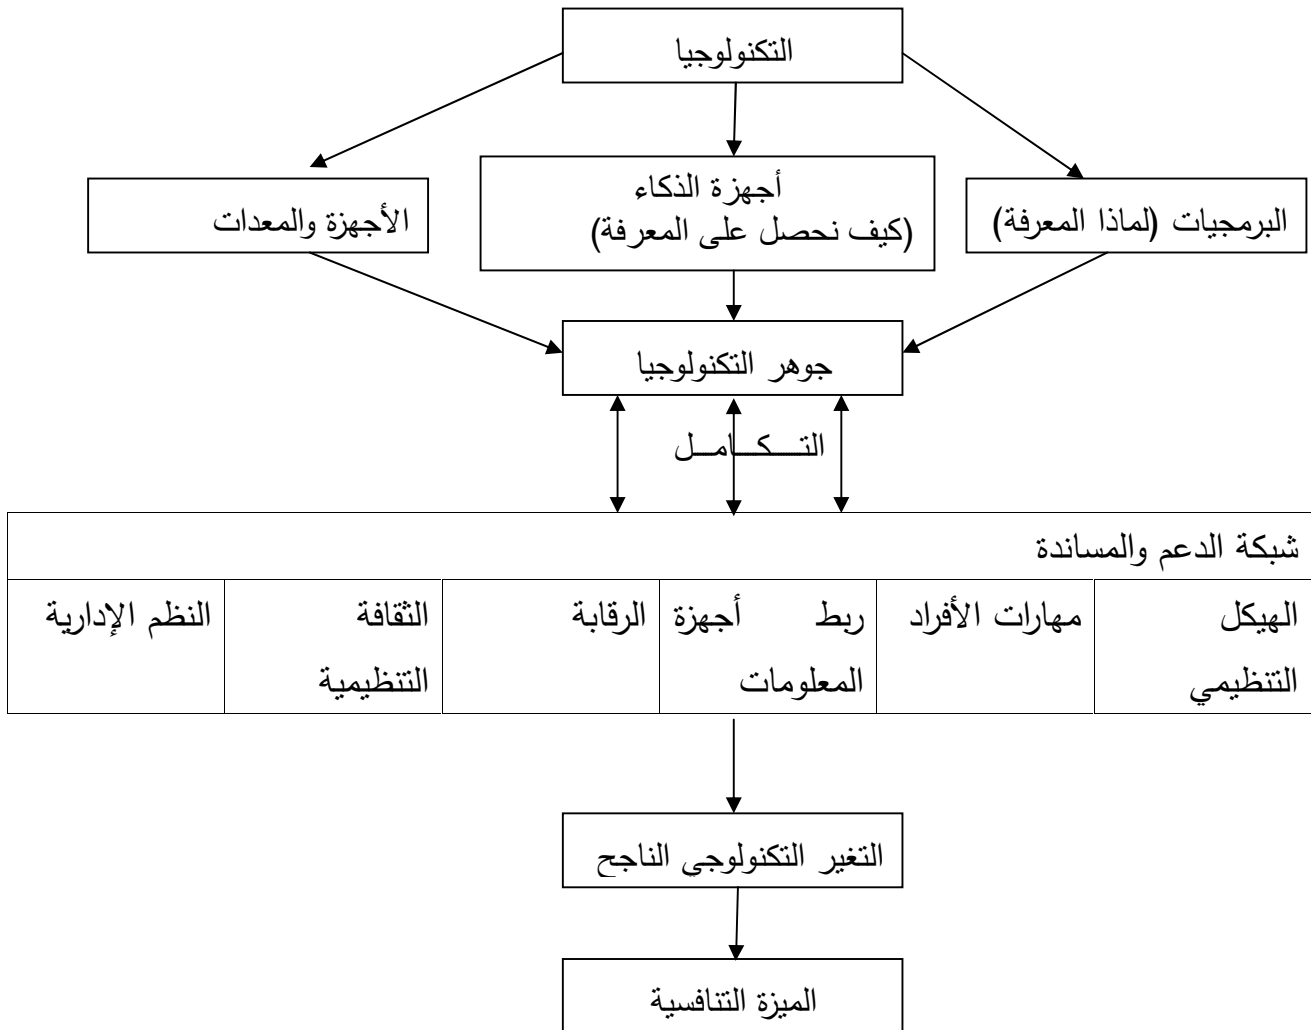 التكنولوجيا
البرمجيات (لماذا المعرفة)
أجهزة الذكاء
(كيف نحصل على المعرفة)
الأجهزة والمعدات
جوهر التكنولوجيا
التــكــامــل
شبكة الدعم والمساندة
الهيكل
التنظيمي
مهارات الأفراد
ربط أجهزة
المعلومات
الرقابة
الثقافة
التنظيمية
النظم الإدارية
التغير التكنولوجي الناجح
الميزة التنافسية